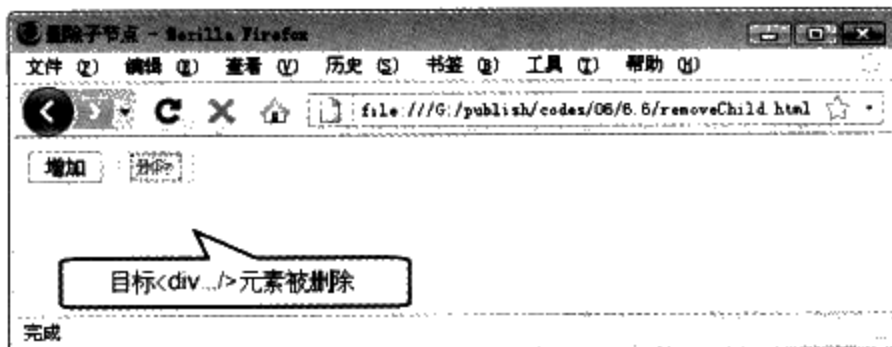 删除子节点 - Mozilla Firefox
文件 (F) 编辑 (E) 查看 (V) 历史 (S) 书签 (B) 工具 (T) 帮助 (H)
file:///G:/publish/codes/06/6.6/removeChild.html
增加 删除
目标<div.../>元素被删除
完成